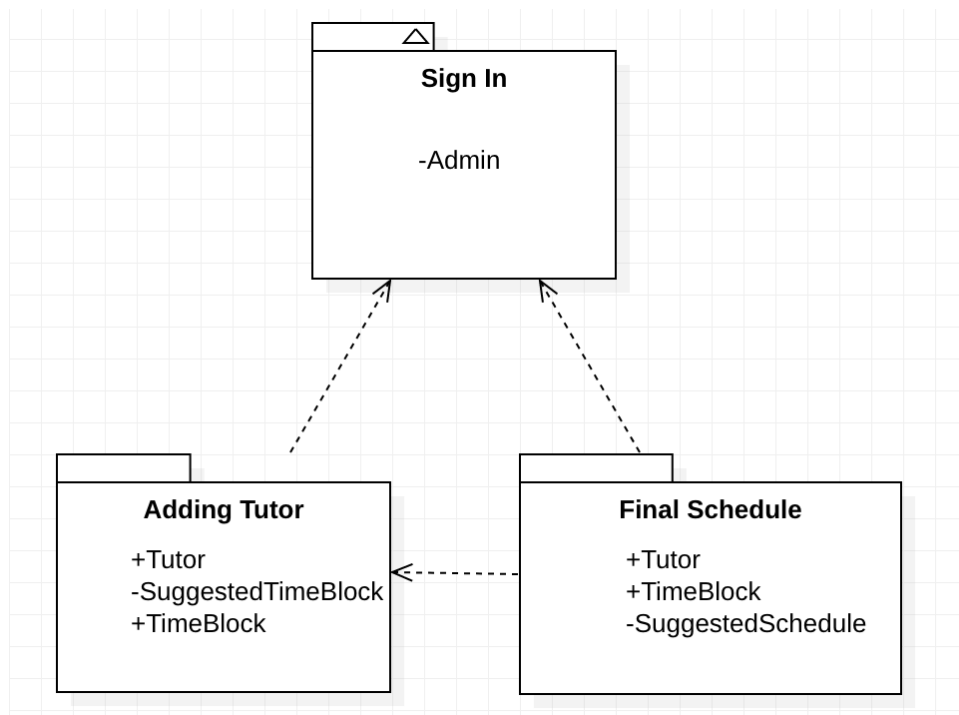 Sign In
-Admin
Adding Tutor
+Tutor
-SuggestedTimeBlock
+TimeBlock
Final Schedule
+Tutor
+TimeBlock
-SuggestedSchedule